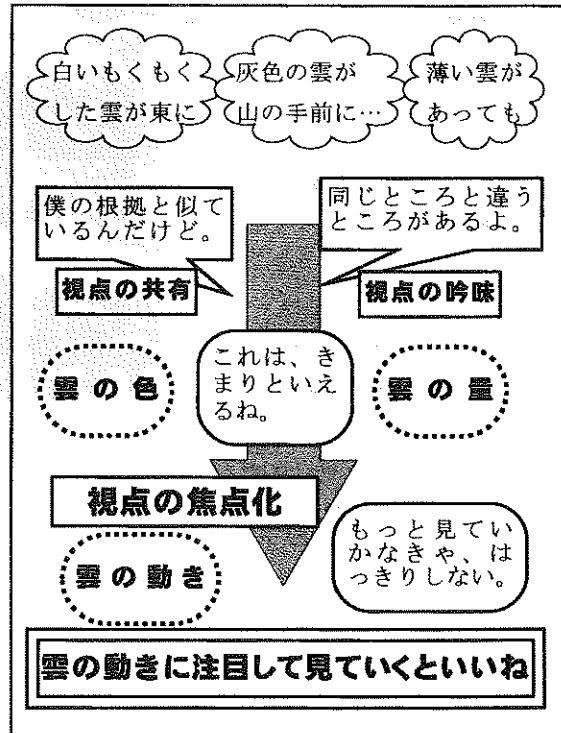 白いもくもく
した雲が東に
灰色の雲が
山の手前に…
薄い雲が
あっても
僕の根拠と似て
いるんだけど。
同じところと違う
ところがあるよ。
視点の共有
視点の吟味
雲の色
これは、き
まりといえ
るね。
雲の量
視点の焦点化
雲の動き
もっと見てい
かなきゃ、は
っきりしない。
雲の動きに注目して見ていくといいね